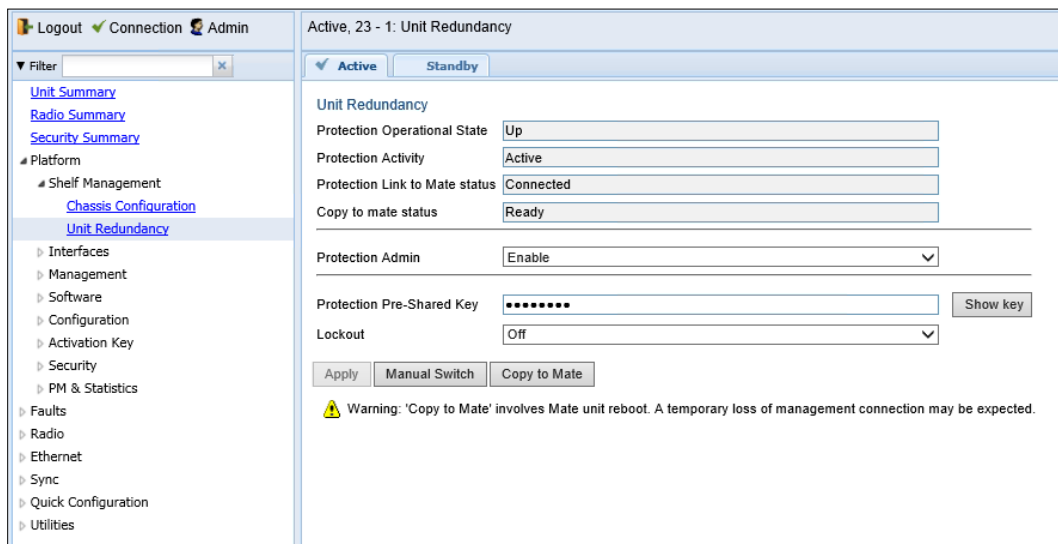 Logout Connection Admin
Filter
Unit Summary
Radio Summary
Security Summary
Platform
Shelf Management
Chassis Configuration
Unit Redundancy
Interfaces
Management
Software
Configuration
Activation Key
Security
PM & Statistics
Faults
Radio
Ethernet
Sync
Quick Configuration
Utilities
Active, 23 - 1: Unit Redundancy
Active Standby
Unit Redundancy
Protection Operational State Up
Protection Activity Active
Protection Link to Mate status Connected
Copy to mate status Ready
Protection Admin Enable
Protection Pre-Shared Key •••••••• Show key
Lockout Off
Apply Manual Switch Copy to Mate
Warning: 'Copy to Mate' involves Mate unit reboot. A temporary loss of management connection may be expected.